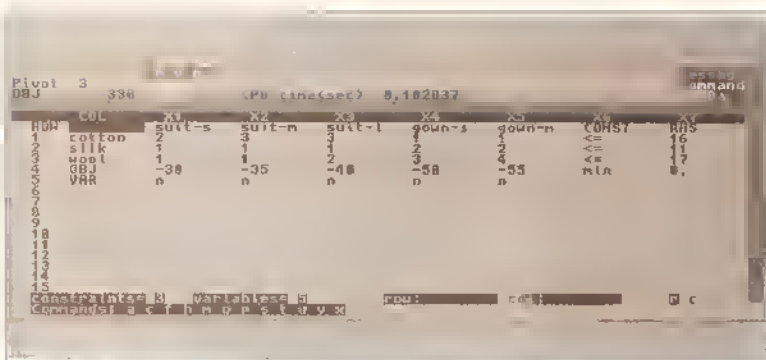 Pivot 3
OBJ -330 CPU time(sec) 0,182037
COL X1 X2 X3 X4 X5 X6 X7
ROW suit-s suit-m suit-l gown-s gown-m CONST RHS
1 cotton 2 3 3 1 <= 16
2 silk 1 1 1 2 2 <= 11
3 wool 1 1 2 3 4 <= 17
4 OBJ -30 -35 -40 -50 -55 min 0.
5 VAR n n n n n
6
7
8
9
10
11
12
13
14
15
constraints= 3 variables= 5 row: col:
Commands: a c f h m q p s t u y x